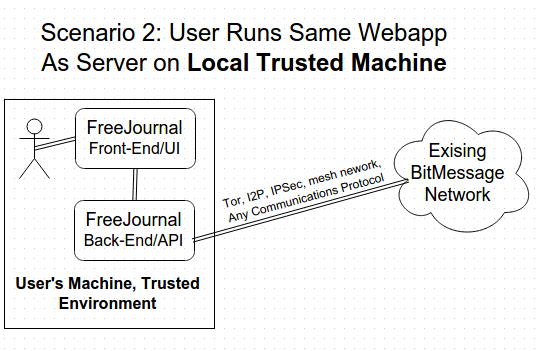 Scenario 2: User Runs Same Webapp
As Server on Local Trusted Machine
FreeJournal
Front-End/UI
FreeJournal
Back-End/API
User's Machine, Trusted
Environment
Tor, I2P, IPSec, mesh nework,
Any Communications Protocol
Exising
BitMessage
Network